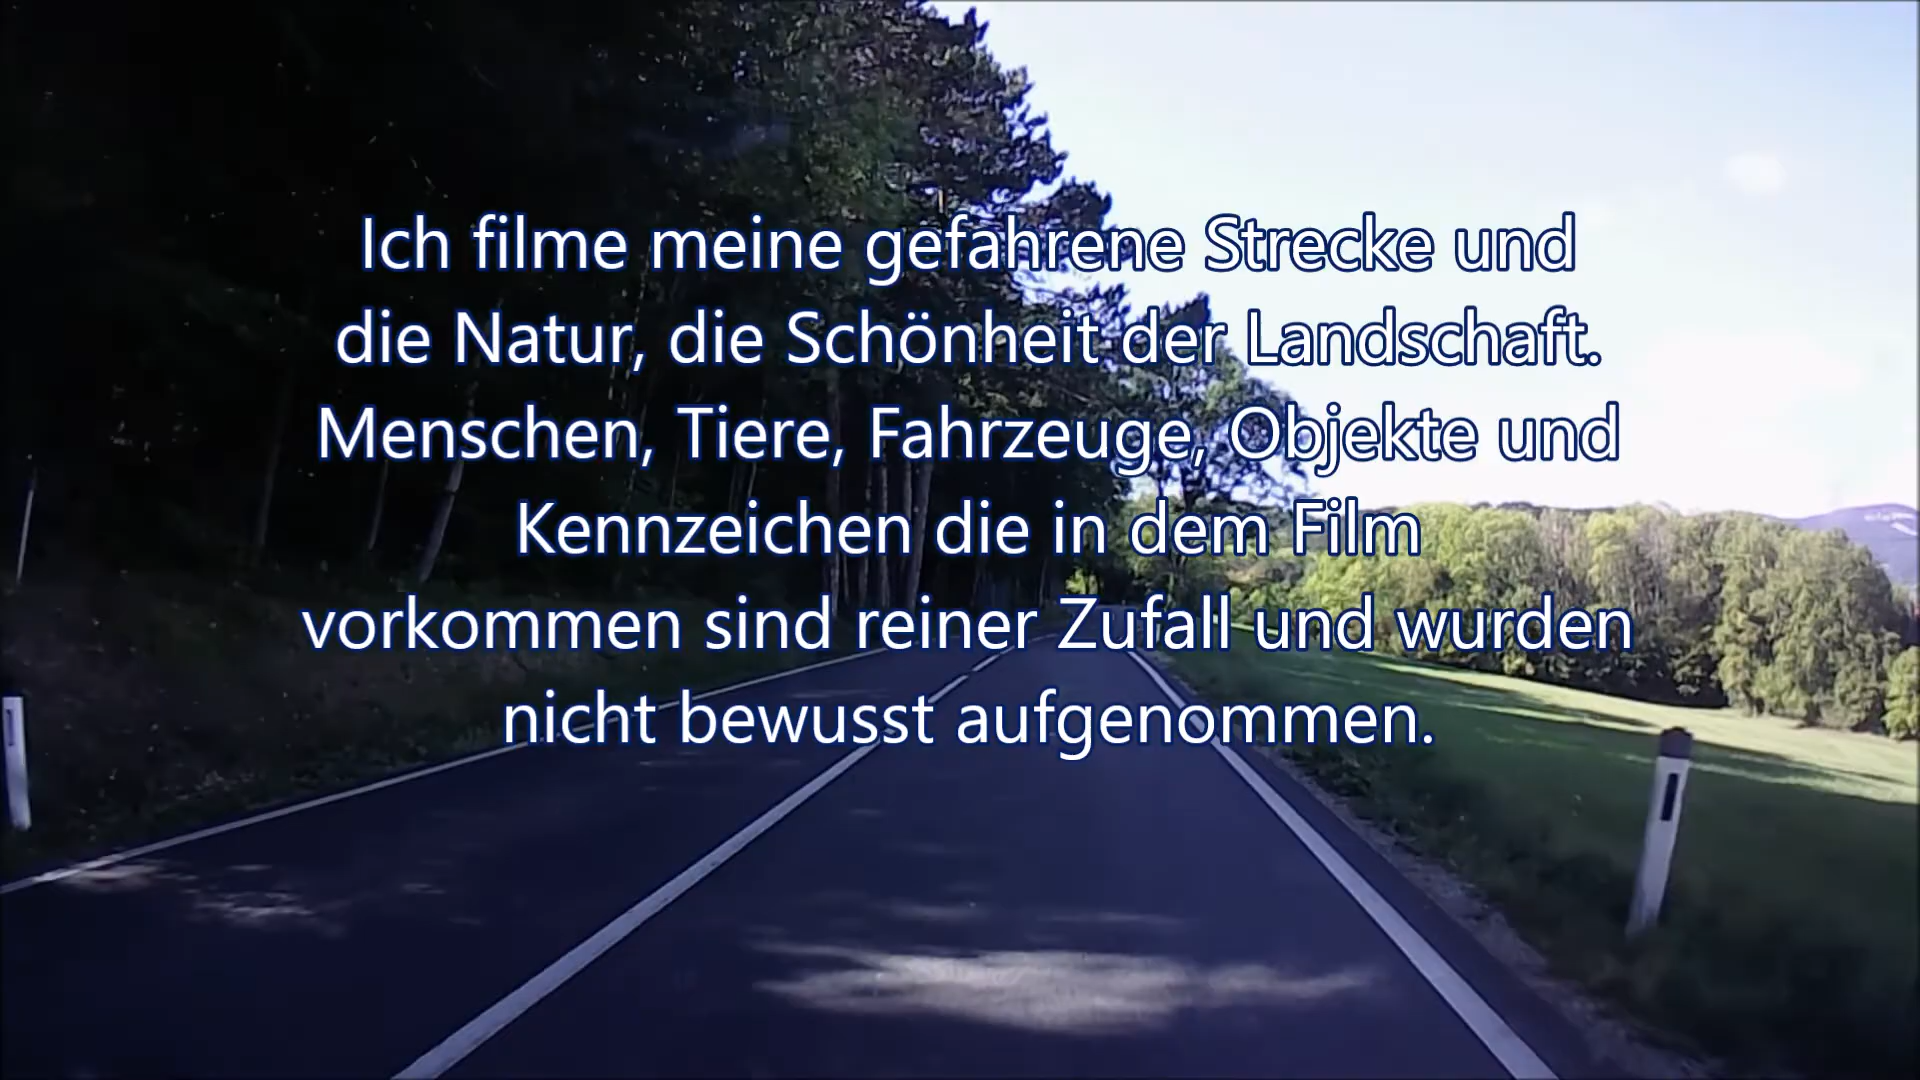 Ich filme meine gefahrene Strecke und
die Natur, die Schönheit der Landschaft.
Menschen, Tiere, Fahrzeuge, Objekte und
Kennzeichen die in dem Film
vorkommen sind reiner Zufall und wurden
nicht bewusst aufgenommen.